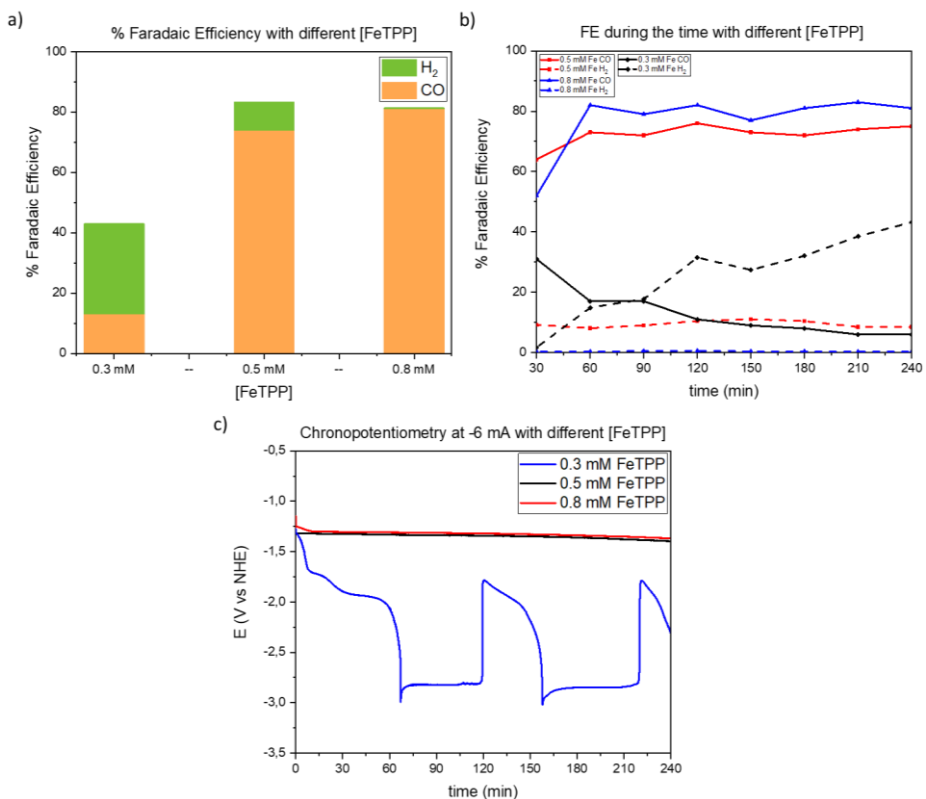 a)
% Faradaic Efficiency with different [FeTPP]
H2
CO
% Faradaic Efficiency
100
80
60
40
20
0
0.3 mM
--
0.5 mM
--
0.8 mM
[FeTPP]
b)
FE during the time with different [FeTPP]
0.5 mM Fe CO
0.5 mM Fe H2
0.8 mM Fe CO
0.8 mM Fe H2
0.3 mM Fe CO
0.3 mM Fe H2
% Faradaic Efficiency
100
80
60
40
20
0
30 60 90 120 150 180 210 240
time (min)
c)
Chronopotentiometry at -6 mA with different [FeTPP]
0.3 mM FeTPP
0.5 mM FeTPP
0.8 mM FeTPP
E (V vs NHE)
-0,5
-1,0
-1,5
-2,0
-2,5
-3,0
-3,5
0 30 60 90 120 150 180 210 240
time (min)